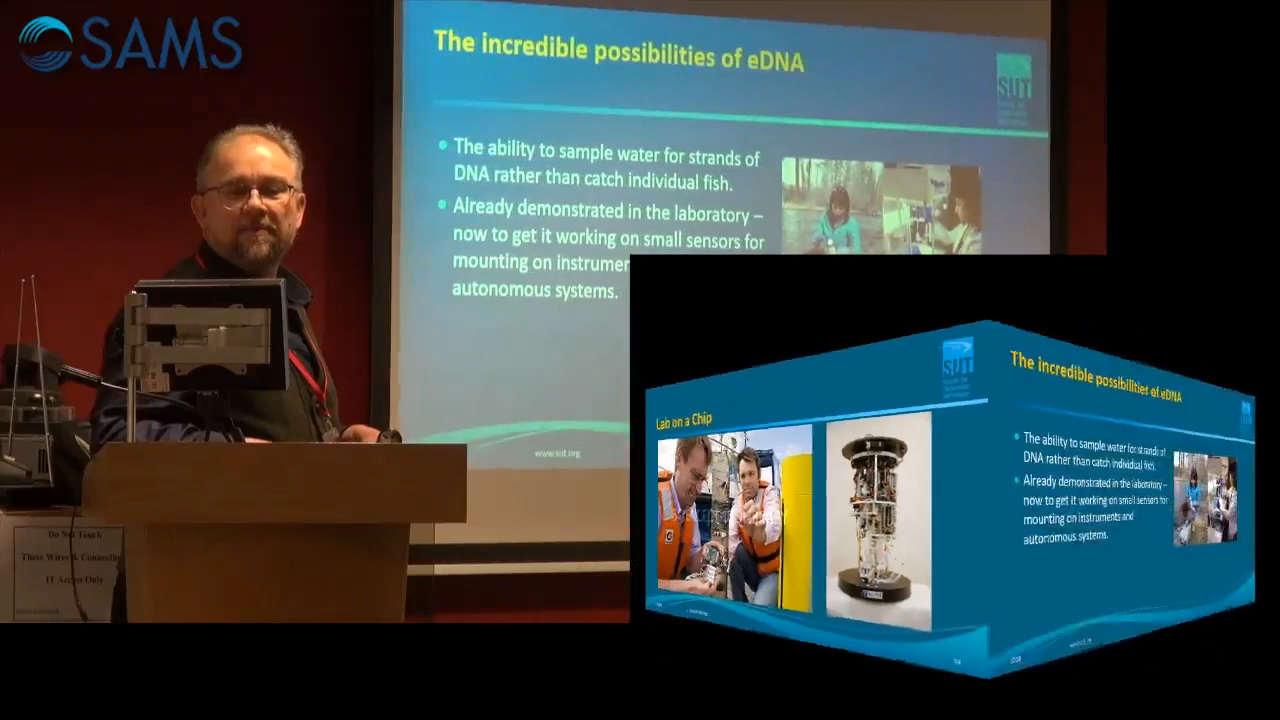 SAMS
The incredible possibilities of eDNA
SUT
The ability to sample water for strands of
DNA rather than catch individual fish.
Already demonstrated in the laboratory –
now to get it working on small sensors for
mounting on instrumen
autonomous systems.
www.sut.org
Do Not Touch
These Wires & Connectio
IT Access Only
Lab on a Chip
SUT
The incredible possibilities of eDNA
The ability to sample water for strands of
DNA rather than catch individual fish.
Already demonstrated in the laboratory –
now to get it working on small sensors for
mounting on instruments and
autonomous systems.